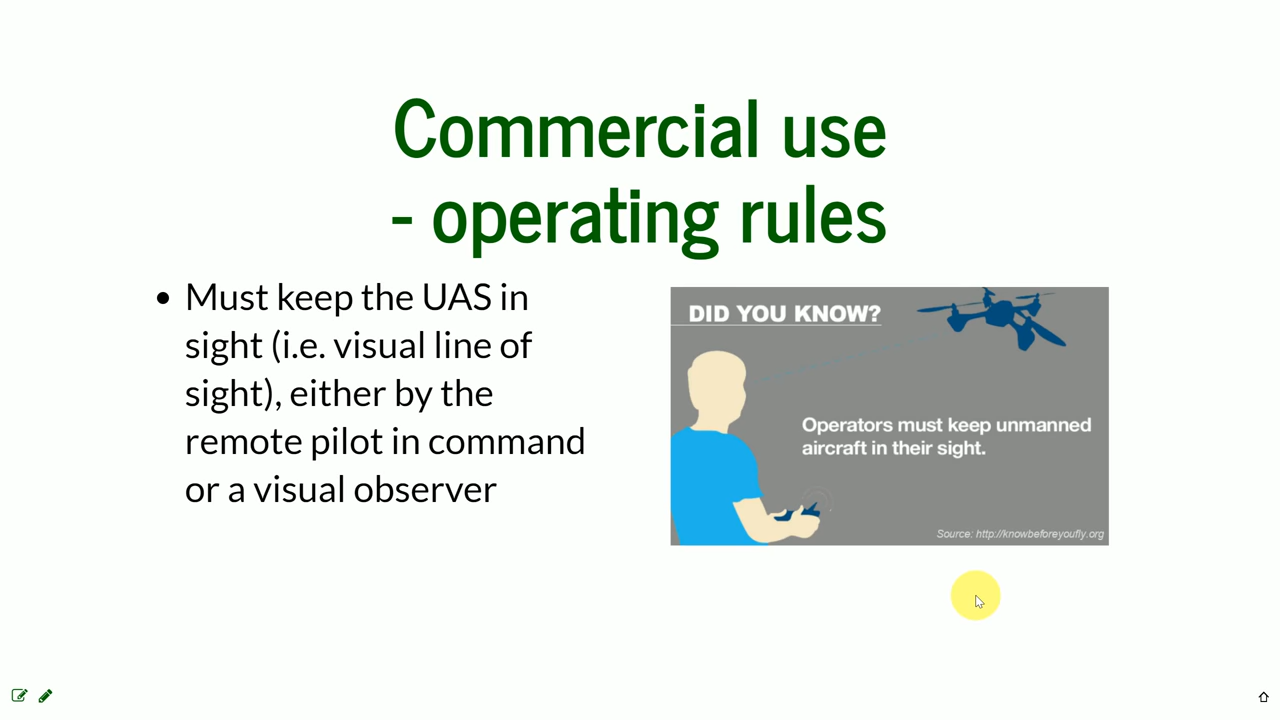 Commercial use
- operating rules
• Must keep the UAS in
sight (i.e. visual line of
sight), either by the
remote pilot in command
or a visual observer
DID YOU KNOW?
Operators must keep unmanned
aircraft in their sight.
Source: http://knowbeforeyoufly.org